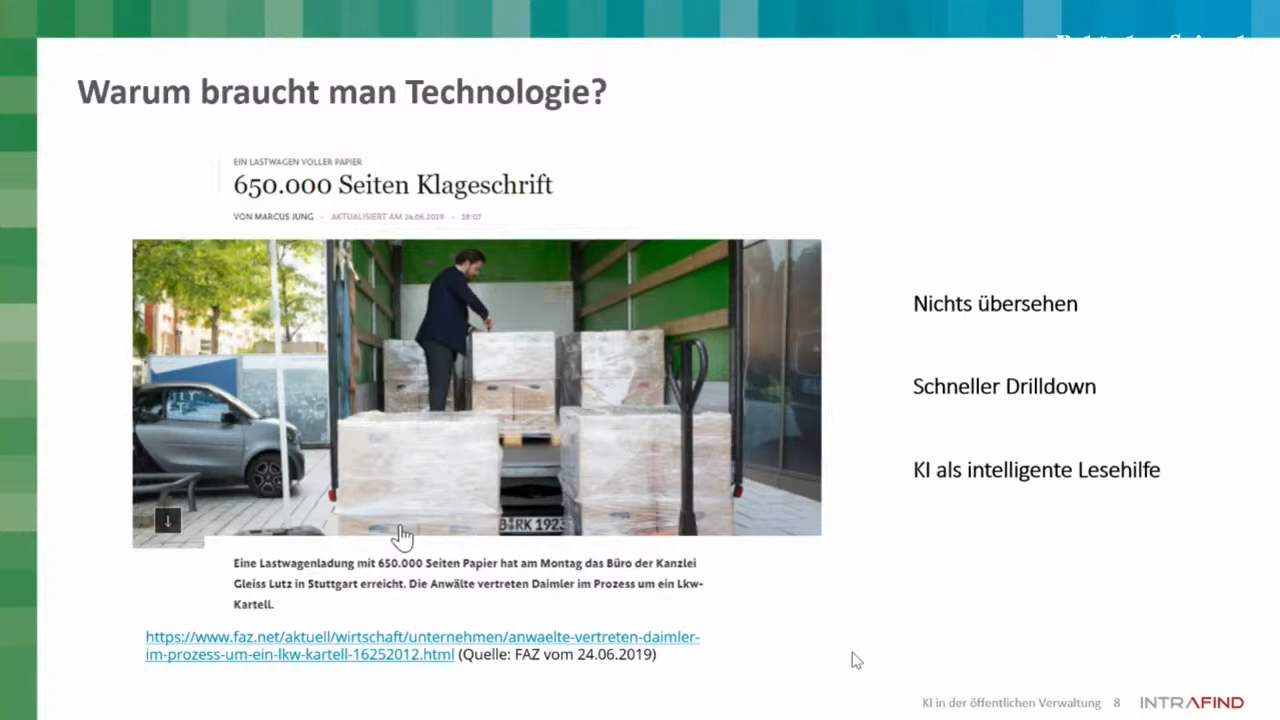 Warum braucht man Technologie?
EIN LASTWAGEN VOLLER PAPIER
650.000 Seiten Klageschrift
VON MARCUS JUNG - AKTUALISIERT AM 24.06.2019 - 18:07
B RK 1923
Eine Lastwagenladung mit 650.000 Seiten Papier hat am Montag das Büro der Kanzlei
Gleiss Lutz in Stuttgart erreicht. Die Anwälte vertreten Daimler im Prozess um ein Lkw-
Kartell.
https://www.faz.net/aktuell/wirtschaft/unternehmen/anwaelte-vertreten-daimler-
im-prozess-um-ein-lkw-kartell-16252012.html (Quelle: FAZ vom 24.06.2019)
Nichts übersehen
Schneller Drilldown
KI als intelligente Lesehilfe
KI in der öffentlichen Verwaltung 8 INTRAFIND